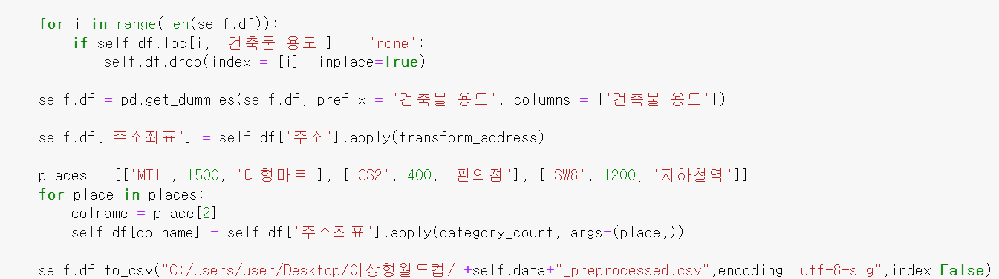 for i in range(len(self.df)):
    if self.df.loc[i, '건축물 용도'] == 'none':
        self.df.drop(index = [i], inplace=True)

self.df = pd.get_dummies(self.df, prefix = '건축물 용도', columns = ['건축물 용도'])

self.df['주소좌표'] = self.df['주소'].apply(transform_address)

places = [['MT1', 1500, '대형마트'], ['CS2', 400, '편의점'], ['SW8', 1200, '지하철역']]
for place in places:
    colname = place[2]
    self.df[colname] = self.df['주소좌표'].apply(category_count, args=(place,))

self.df.to_csv("C:/Users/user/Desktop/이상형월드컵/"+self.data+"_preprocessed.csv",encoding="utf-8-sig",index=False)